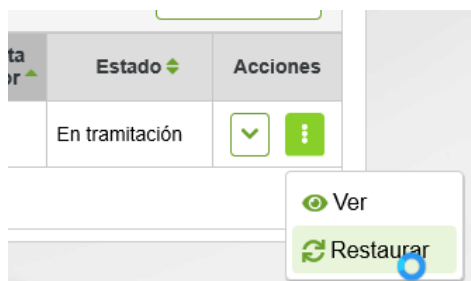 ta
or
Estado
Acciones
En tramitación
Ver
Restaurar